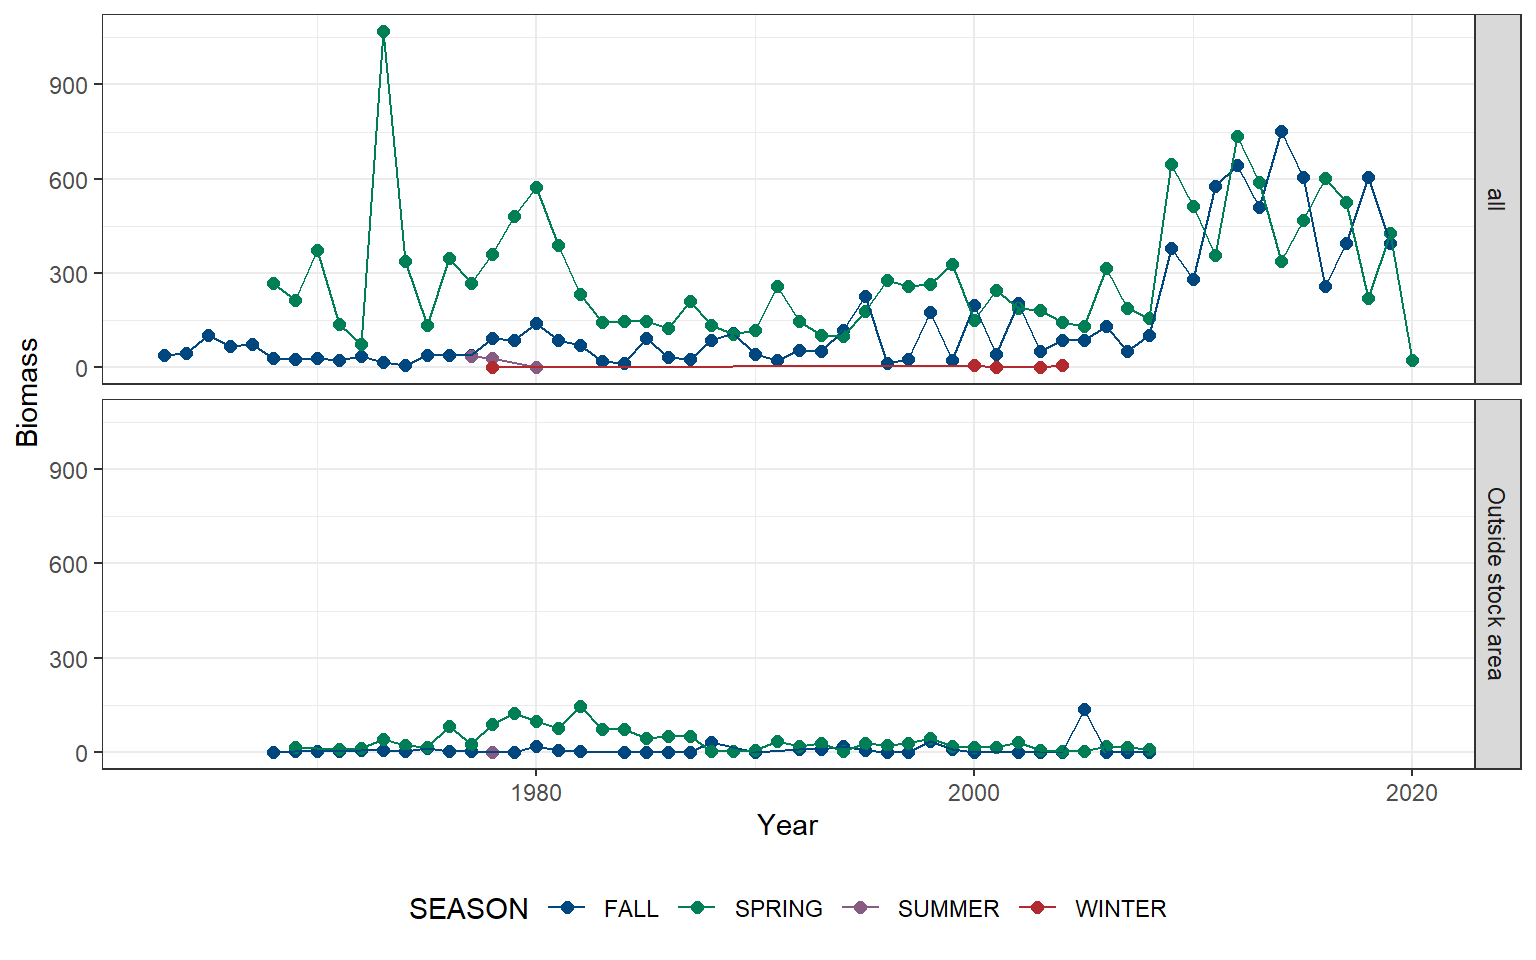 900
600
300
0
all
Biomass
900
600
300
0
Outside stock area
1980 2000 2020
Year
SEASON FALL SPRING SUMMER WINTER